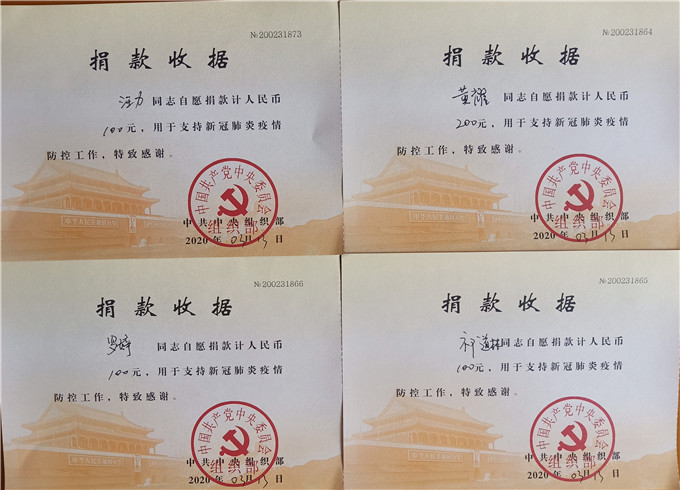 №200231873
捐款收据
汪力同志自愿捐款计人民币
100元，用于支持新冠肺炎疫情
防控工作，特致感谢。
中国共产党中央委员会
组织部
中共中央组织部
2020年03月13日
№200231864
捐款收据
黄耀同志自愿捐款计人民币
200元，用于支持新冠肺炎疫情
防控工作，特致感谢。
中国共产党中央委员会
组织部
中共中央组织部
2020年03月13日
№200231866
捐款收据
罗婷同志自愿捐款计人民币
100元，用于支持新冠肺炎疫情
防控工作，特致感谢。
中国共产党中央委员会
组织部
中共中央组织部
2020年03月13日
№200231865
捐款收据
祁道林同志自愿捐款计人民币
100元，用于支持新冠肺炎疫情
防控工作，特致感谢。
中国共产党中央委员会
组织部
中共中央组织部
2020年03月13日